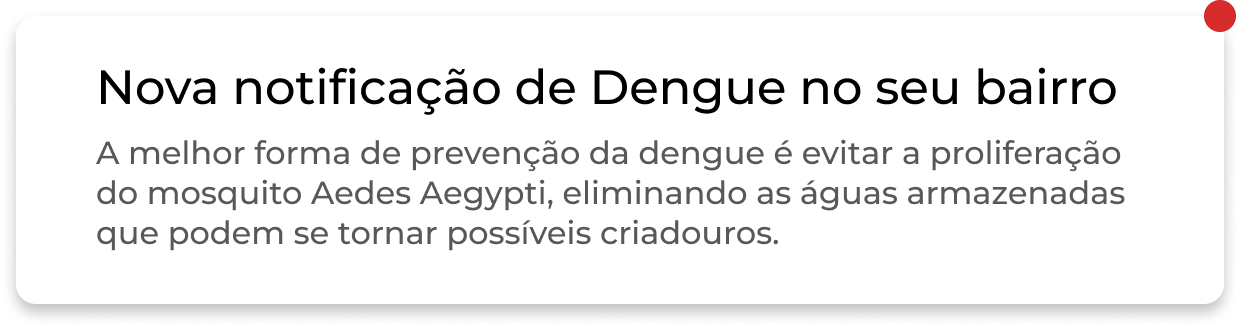 Nova notificação de Dengue no seu bairro
A melhor forma de prevenção da dengue é evitar a proliferação
do mosquito Aedes Aegypti, eliminando as águas armazenadas
que podem se tornar possíveis criadouros.